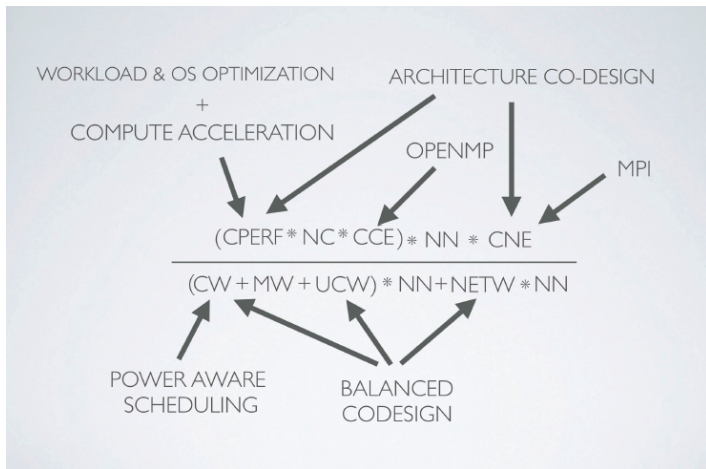 WORKLOAD & OS OPTIMIZATION
+
COMPUTE ACCELERATION
ARCHITECTURE CO-DESIGN
OPENMP
MPI
(CPERF * NC * CCE) * NN * CNE
(CW + MW + UCW) * NN + NETW * NN
POWER AWARE
SCHEDULING
BALANCED
CODESIGN